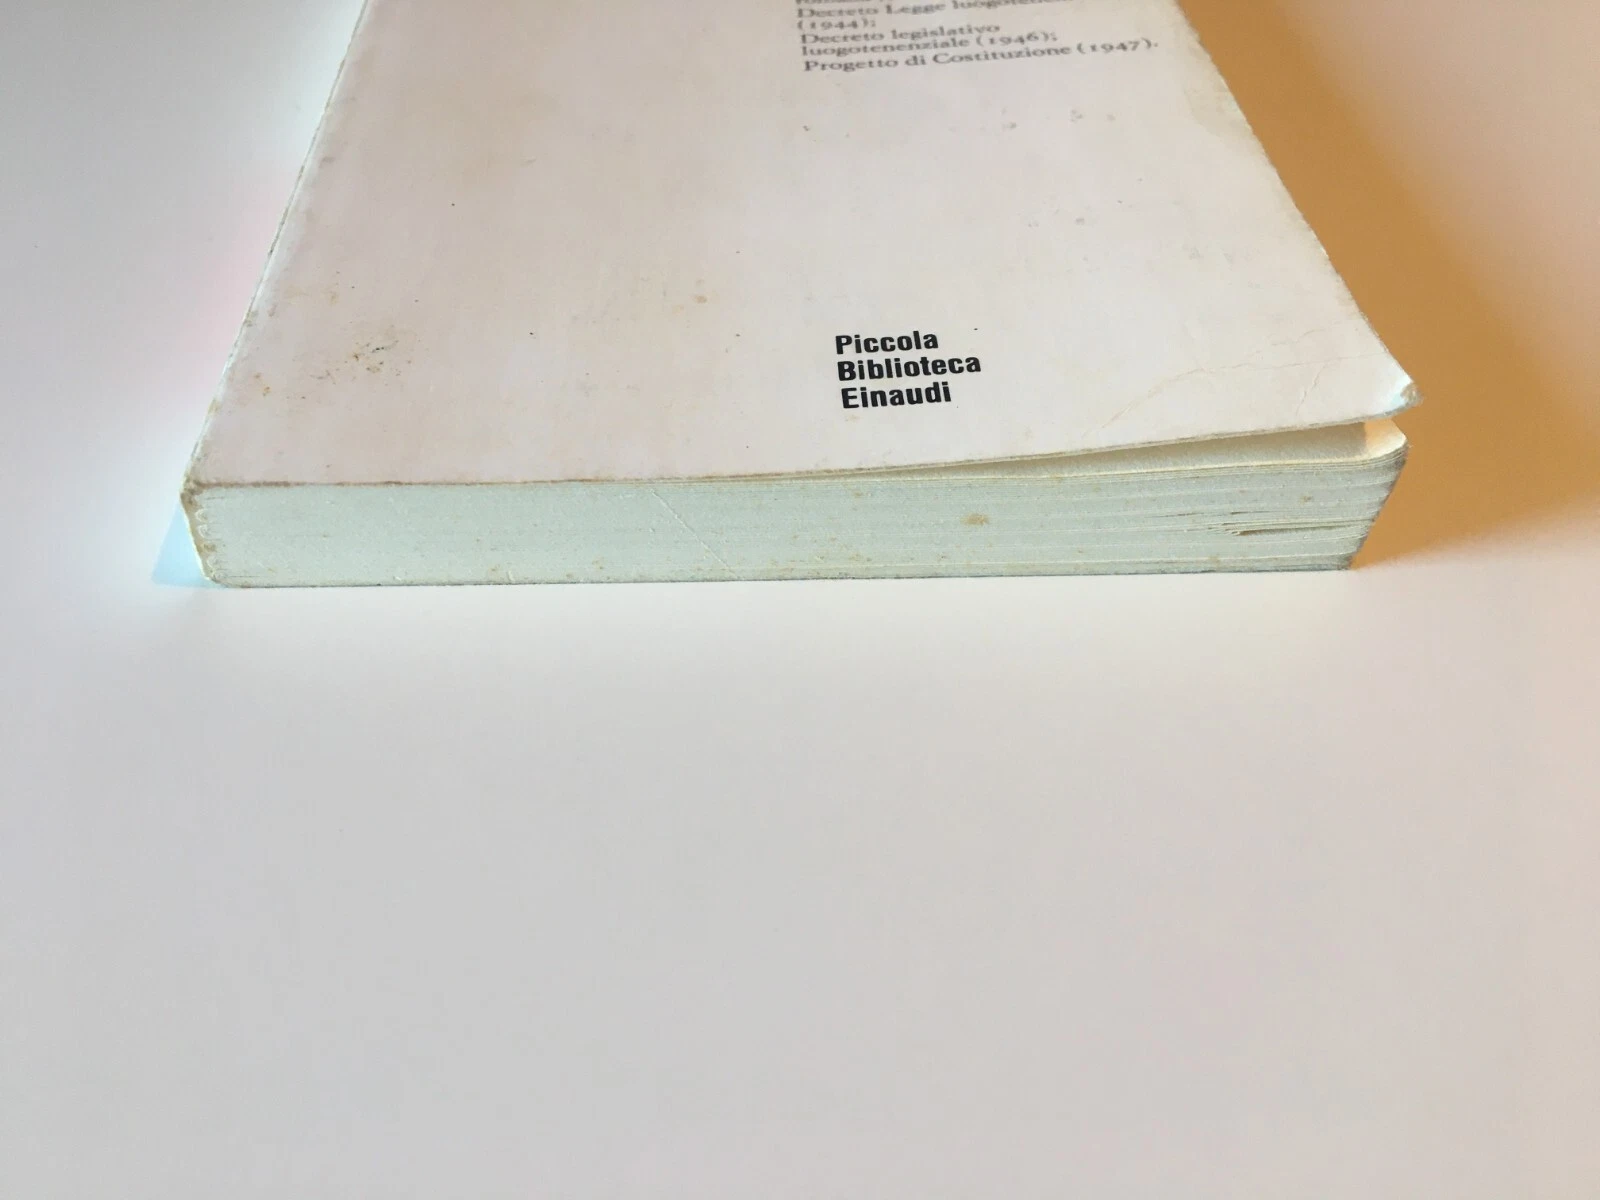 Decreto Legge
(1944);
Decreto legislativo
luogotenenziale (1946);
Progetto di Costituzione (1947).
Piccola
Biblioteca
Einaudi